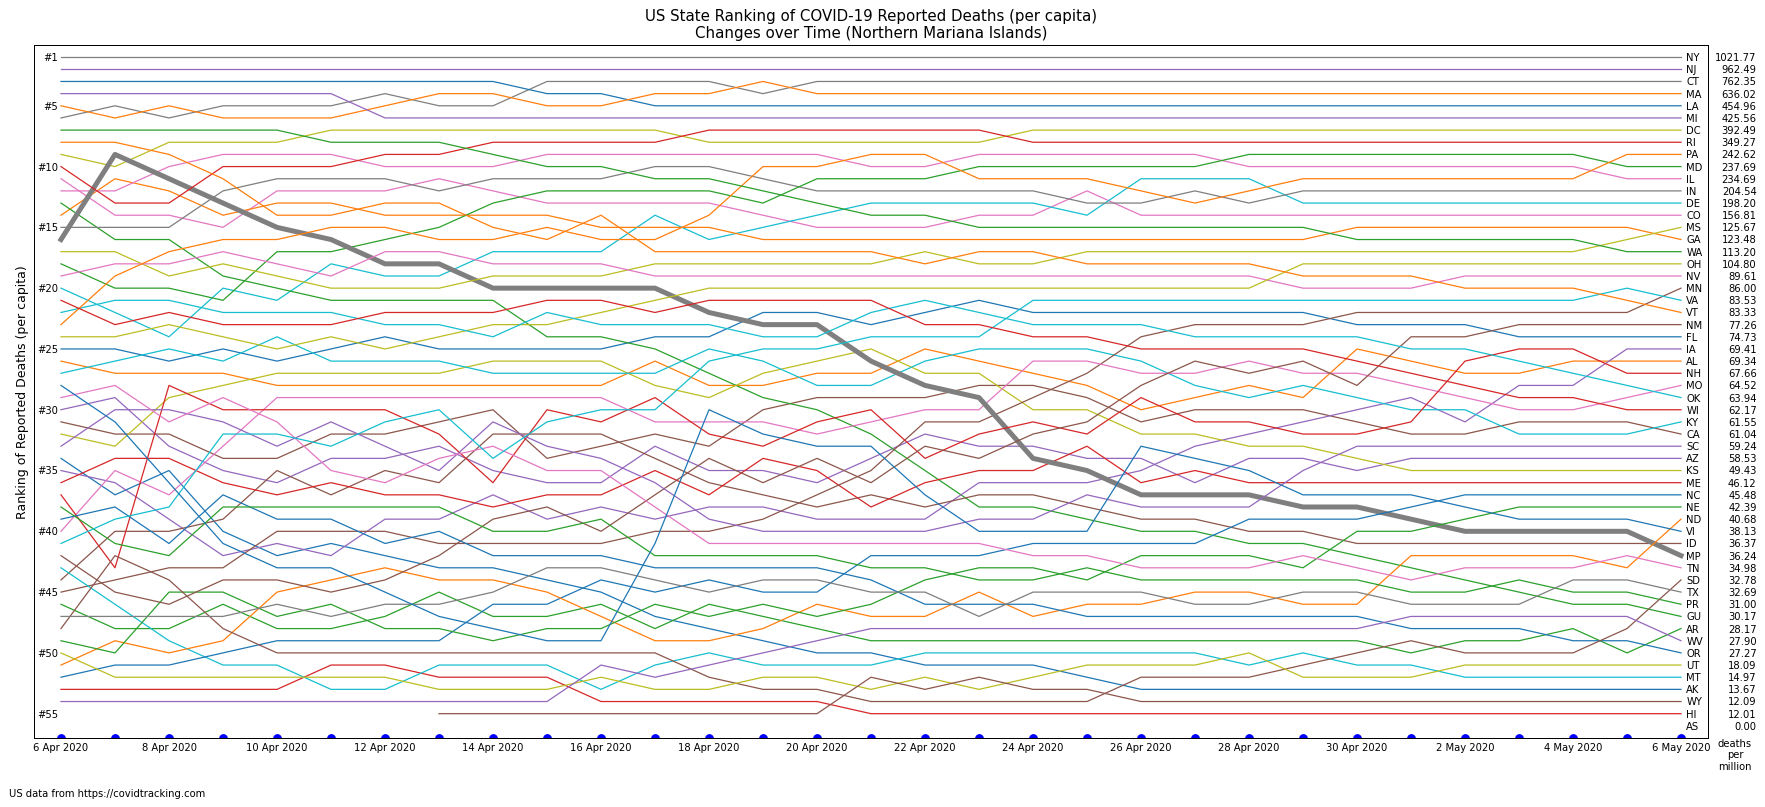 US State Ranking of COVID-19 Reported Deaths (per capita)
Changes over Time (Northern Mariana Islands)
Ranking of Reported Deaths (per capita)
#1
#5
#10
#15
#20
#25
#30
#35
#40
#45
#50
#55
NY 1021.77
NJ 962.49
CT 762.35
MA 636.02
LA 454.96
MI 425.56
DC 392.49
RI 349.27
PA 242.62
MD 237.69
IL 234.69
IN 204.54
DE 198.20
CO 156.81
MS 125.67
GA 123.48
WA 113.20
OH 104.80
NV 89.61
MN 86.00
VA 83.53
VT 83.33
NM 77.26
FL 74.73
IA 69.41
AL 69.34
NH 67.66
MO 64.52
OK 63.94
WI 62.17
KY 61.55
CA 61.04
SC 59.24
AZ 58.53
KS 49.43
ME 46.12
NC 45.48
NE 42.39
ND 40.68
VI 38.13
ID 36.37
MP 36.24
TN 34.98
SD 32.78
TX 32.69
PR 31.00
GU 30.17
AR 28.17
WV 27.90
OR 27.27
UT 18.09
MT 14.97
AK 13.67
WY 12.09
HI 12.01
AS 0.00
6 Apr 2020 8 Apr 2020 10 Apr 2020 12 Apr 2020 14 Apr 2020 16 Apr 2020 18 Apr 2020 20 Apr 2020 22 Apr 2020 24 Apr 2020 26 Apr 2020 28 Apr 2020 30 Apr 2020 2 May 2020 4 May 2020 6 May 2020
deaths
per
million
US data from https://covidtracking.com